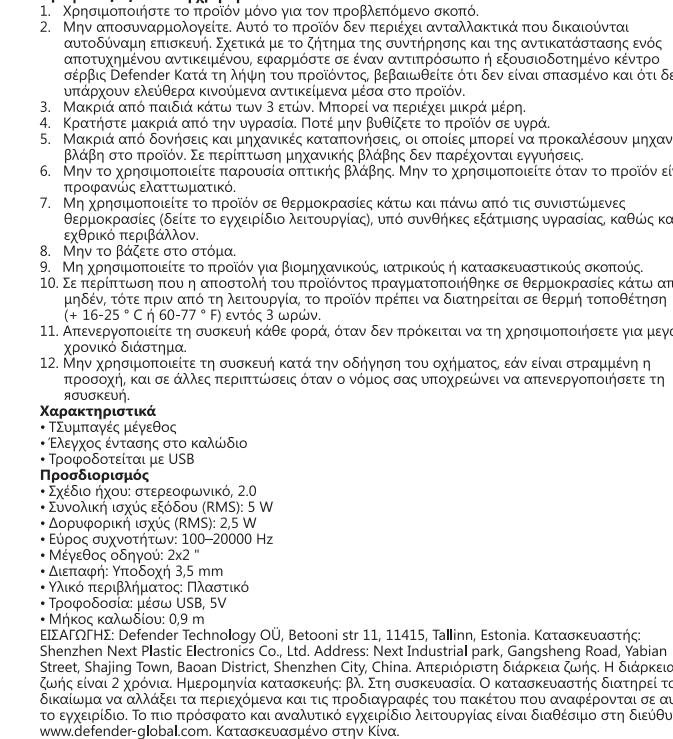 1. Χρησιμοποιήστε το προϊόν μόνο για τον προβλεπόμενο σκοπό.
2. Μην αποσυναρμολογείτε. Αυτό το προϊόν δεν περιέχει ανταλλακτικά που δικαιούνται
αυτοδύναμη επισκευή. Σχετικά με το ζήτημα της συντήρησης και της αντικατάστασης ενός
αποτυχημένου αντικειμένου, εφαρμόστε σε έναν αντιπρόσωπο ή εξουσιοδοτημένο κέντρο
σέρβις Defender Κατά τη λήψη του προϊόντος, βεβαιωθείτε ότι δεν είναι σπασμένο και ότι δε
υπάρχουν ελεύθερα κινούμενα αντικείμενα μέσα στο προϊόν.
3. Μακριά από παιδιά κάτω των 3 ετών. Μπορεί να περιέχει μικρά μέρη.
4. Κρατήστε μακριά από την υγρασία. Ποτέ μην βυθίζετε το προϊόν σε υγρά.
5. Μακριά από δονήσεις και μηχανικές καταπονήσεις, οι οποίες μπορεί να προκαλέσουν μηχαν
βλάβη στο προϊόν. Σε περίπτωση μηχανικής βλάβης δεν παρέχονται εγγυήσεις.
6. Μην το χρησιμοποιείτε παρουσία οπτικής βλάβης. Μην το χρησιμοποιείτε όταν το προϊόν εί
προφανώς ελαττωματικό.
7. Μη χρησιμοποιείτε το προϊόν σε θερμοκρασίες κάτω και πάνω από τις συνιστώμενες
θερμοκρασίες (δείτε το εγχειρίδιο λειτουργίας), υπό συνθήκες εξάτμισης υγρασίας, καθώς κα
εχθρικό περιβάλλον.
8. Μην το βάζετε στο στόμα.
9. Μη χρησιμοποιείτε το προϊόν για βιομηχανικούς, ιατρικούς ή κατασκευαστικούς σκοπούς.
10. Σε περίπτωση που η αποστολή του προϊόντος πραγματοποιήθηκε σε θερμοκρασίες κάτω απ
μηδέν, τότε πριν από τη λειτουργία, το προϊόν πρέπει να διατηρείται σε θερμή τοποθέτηση
(+ 16-25 ° C ή 60-77 ° F) εντός 3 ωρών.
11. Απενεργοποιείτε τη συσκευή κάθε φορά, όταν δεν πρόκειται να τη χρησιμοποιήσετε για μεγα
χρονικό διάστημα.
12. Μην χρησιμοποιείτε τη συσκευή κατά την οδήγηση του οχήματος, εάν είναι στραμμένη η
προσοχή, και σε άλλες περιπτώσεις όταν ο νόμος σας υποχρεώνει να απενεργοποιήσετε τη
яσυσκευή.
Χαρακτηριστικά
• ΤΣυμπαγές μέγεθος
• Έλεγχος έντασης στο καλώδιο
• Τροφοδοτείται με USB
Προσδιορισμός
• Σχέδιο ήχου: στερεοφωνικό, 2.0
• Συνολική ισχύς εξόδου (RMS): 5 W
• Δορυφορική ισχύς (RMS): 2,5 W
• Εύρος συχνοτήτων: 100–20000 Hz
• Μέγεθος οδηγού: 2x2 "
• Διεπαφή: Υποδοχή 3,5 mm
• Υλικό περιβλήματος: Πλαστικό
• Τροφοδοσία: μέσω USB, 5V
• Μήκος καλωδίου: 0,9 m
ΕΙΣΑΓΩΓΗΣ: Defender Technology OÜ, Betooni str 11, 11415, Tallinn, Estonia. Κατασκευαστής:
Shenzhen Next Plastic Electronics Co., Ltd. Address: Next Industrial park, Gangsheng Road, Yabian
Street, Shajing Town, Baoan District, Shenzhen City, China. Απεριόριστη διάρκεια ζωής. Η διάρκεια
ζωής είναι 2 χρόνια. Ημερομηνία κατασκευής: βλ. Στη συσκευασία. Ο κατασκευαστής διατηρεί το
δικαίωμα να αλλάξει τα περιεχόμενα και τις προδιαγραφές του πακέτου που αναφέρονται σε αυ
το εγχειρίδιο. Το πιο πρόσφατο και αναλυτικό εγχειρίδιο λειτουργίας είναι διαθέσιμο στη διεύθυ
www.defender-global.com. Κατασκευασμένο στην Κίνα.